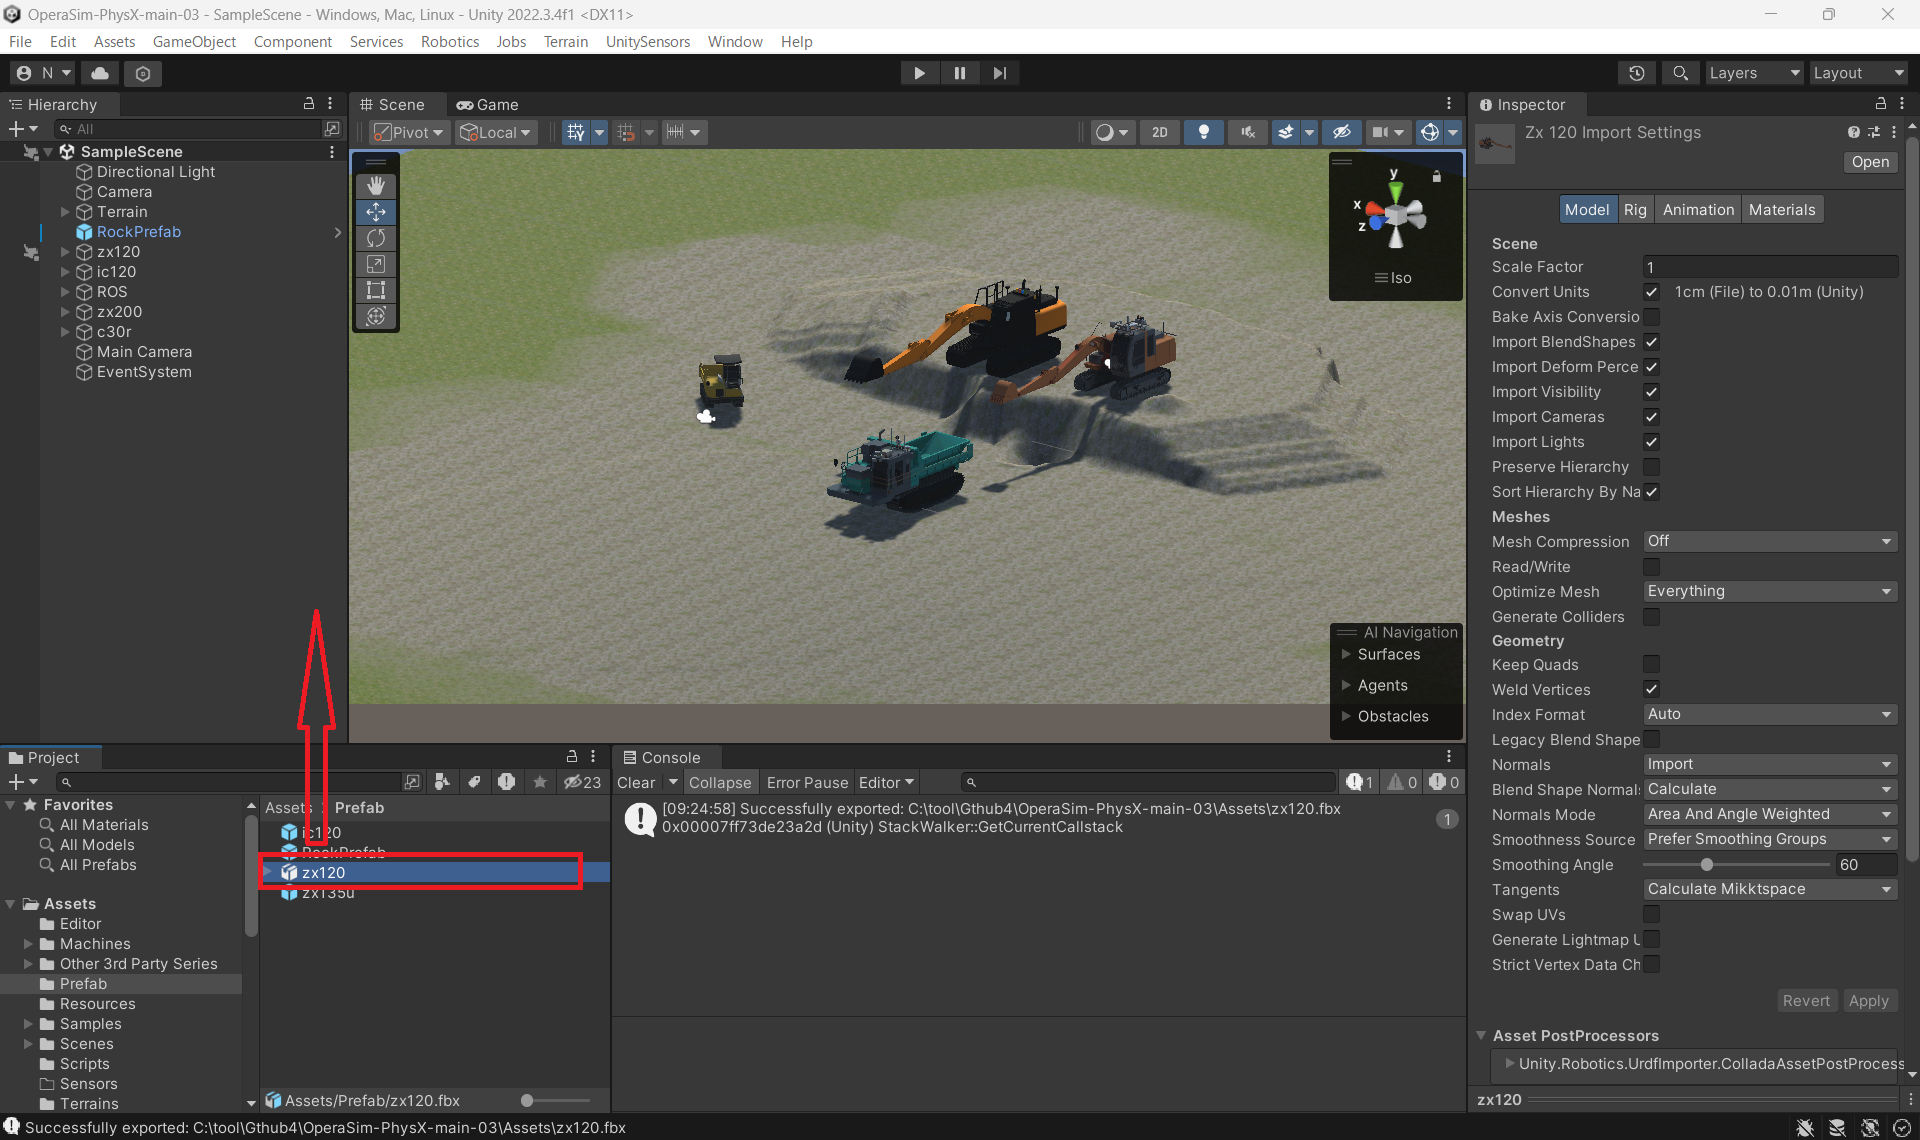 OperaSim-PhysX-main-03 - SampleScene - Windows, Mac, Linux - Unity 2022.3.4f1 <DX11>
File Edit Assets GameObject Component Services Robotics Jobs Terrain UnitySensors Window Help
N Layers Layout
Hierarchy
All
SampleScene
Directional Light
Camera
Terrain
RockPrefab
zx120
ic120
ROS
zx200
c30r
Main Camera
EventSystem
Scene Game
Pivot Local 2D
y
x
z
Iso
AI Navigation
Surfaces
Agents
Obstacles
Inspector
Zx 120 Import Settings
Open
Model Rig Animation Materials
Scene
Scale Factor 1
Convert Units 1cm (File) to 0.01m (Unity)
Bake Axis Conversio
Import BlendShapes
Import Deform Perce
Import Visibility
Import Cameras
Import Lights
Preserve Hierarchy
Sort Hierarchy By Na
Meshes
Mesh Compression Off
Read/Write
Optimize Mesh Everything
Generate Colliders
Geometry
Keep Quads
Weld Vertices
Index Format Auto
Legacy Blend Shape
Normals Import
Blend Shape Normal Calculate
Normals Mode Area And Angle Weighted
Smoothness Source Prefer Smoothing Groups
Smoothing Angle 60
Tangents Calculate Mikktspace
Swap UVs
Generate Lightmap U
Strict Vertex Data Ch
Revert Apply
Asset PostProcessors
Unity.Robotics.UrdfImporter.ColladaAssetPostProcess
zx120
Project
23
Favorites
All Materials
All Models
All Prefabs
Assets
Editor
Machines
Other 3rd Party Series
Prefab
Resources
Samples
Scenes
Scripts
Sensors
Terrains
Assets Prefab
ic120
RockPrefab
zx120
zx135u
Assets/Prefab/zx120.fbx
Console
Clear Collapse Error Pause Editor 1 0 0
[09:24:58] Successfully exported: C:\tool\Gthub4\OperaSim-PhysX-main-03\Assets\zx120.fbx
0x00007ff73de23a2d (Unity) StackWalker::GetCurrentCallstack
1
Successfully exported: C:\tool\Gthub4\OperaSim-PhysX-main-03\Assets\zx120.fbx